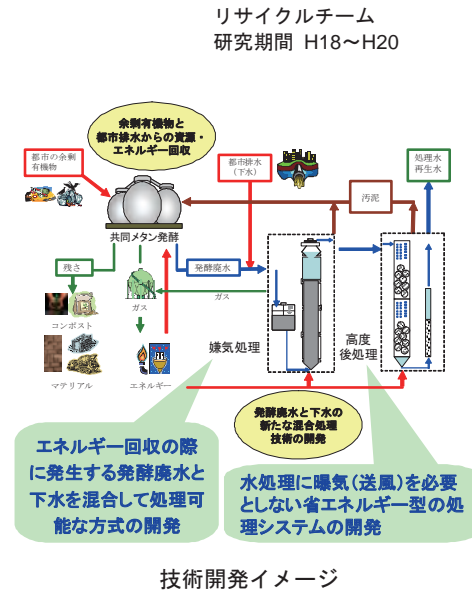 リサイクルチーム
研究期間 H18～H20
余剰有機物と
都市排水からの資源・
エネルギー回収
都市の余剰
有機物
都市排水
（下水）
処理水
再生水
汚泥
共同メタン発酵
残さ
発酵廃水
ガス
ガス
コンポスト
嫌気処理
高度
後処理
マテリアル
エネルギー
発酵廃水と下水の
新たな混合処理
技術の開発
エネルギー回収の際
に発生する発酵廃水と
下水を混合して処理可
能な方式の開発
水処理に曝気（送風）を必要
としない省エネルギー型の処
理システムの開発
技術開発イメージ